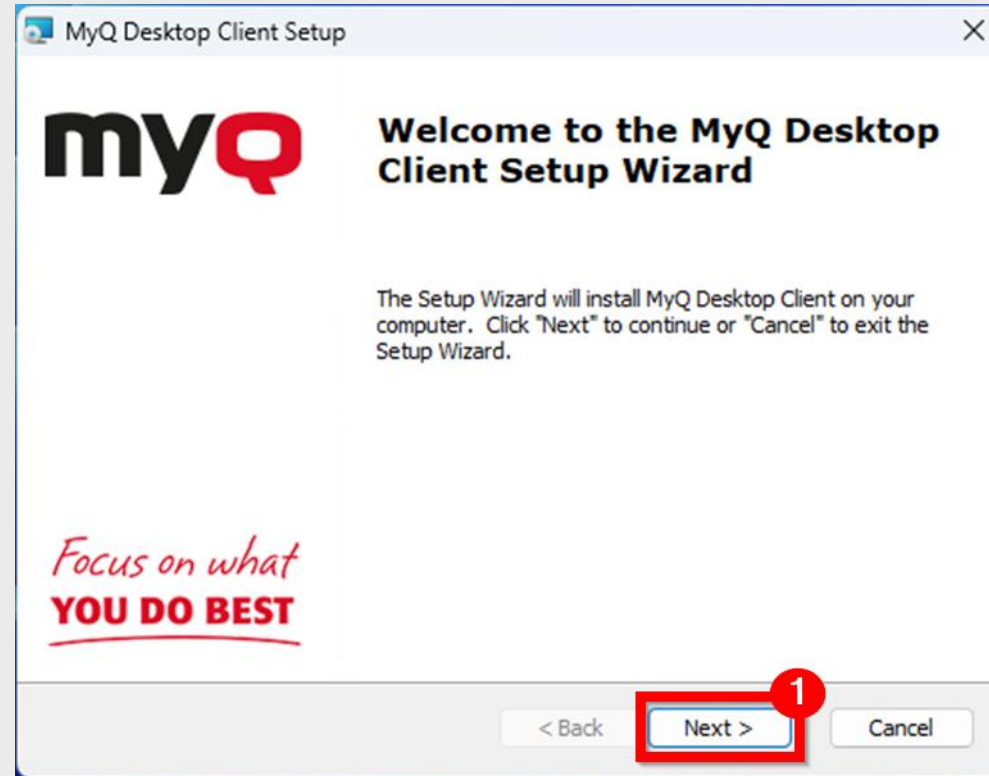 MyQ Desktop Client Setup
myQ
Welcome to the MyQ Desktop
Client Setup Wizard
The Setup Wizard will install MyQ Desktop Client on your
computer. Click "Next" to continue or "Cancel" to exit the
Setup Wizard.
Focus on what
YOU DO BEST
1
< Back
Next >
Cancel